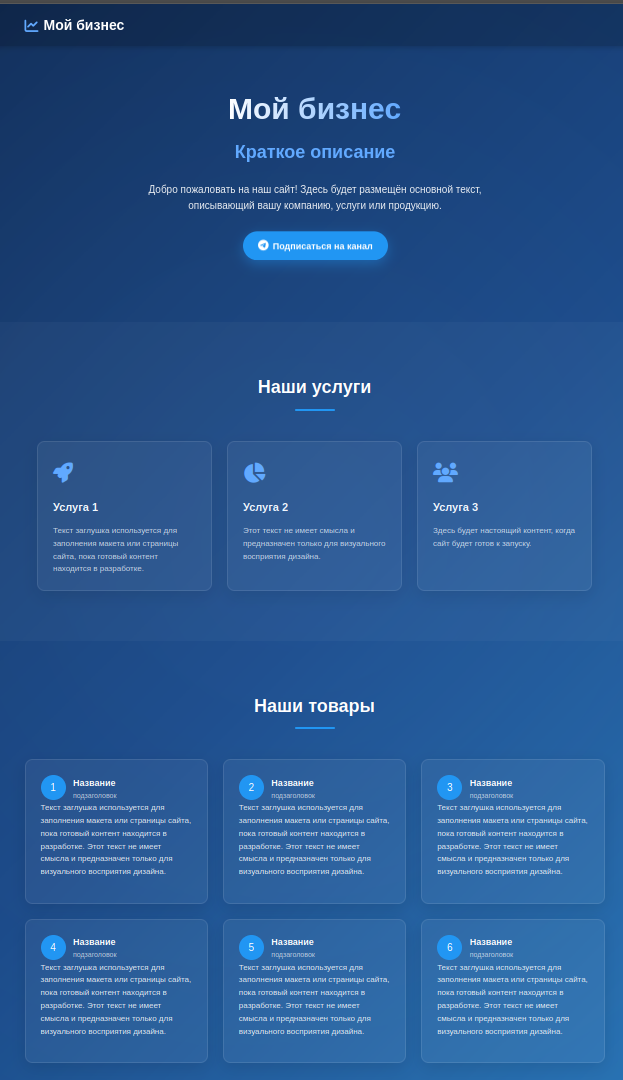 Мой бизнес
Мой бизнес
Краткое описание
Добро пожаловать на наш сайт! Здесь будет размещён основной текст,
описывающий вашу компанию, услуги или продукцию.
Подписаться на канал
Наши услуги
Услуга 1
Текст заглушка используется для
заполнения макета или страницы
сайта, пока готовый контент
находится в разработке.
Услуга 2
Этот текст не имеет смысла и
предназначен только для визуального
восприятия дизайна.
Услуга 3
Здесь будет настоящий контент, когда
сайт будет готов к запуску.
Наши товары
1
Название
подзаголовок
Текст заглушка используется для
заполнения макета или страницы сайта,
пока готовый контент находится в
разработке. Этот текст не имеет
смысла и предназначен только для
визуального восприятия дизайна.
2
Название
подзаголовок
Текст заглушка используется для
заполнения макета или страницы сайта,
пока готовый контент находится в
разработке. Этот текст не имеет
смысла и предназначен только для
визуального восприятия дизайна.
3
Название
подзаголовок
Текст заглушка используется для
заполнения макета или страницы сайта,
пока готовый контент находится в
разработке. Этот текст не имеет
смысла и предназначен только для
визуального восприятия дизайна.
4
Название
подзаголовок
Текст заглушка используется для
заполнения макета или страницы сайта,
пока готовый контент находится в
разработке. Этот текст не имеет
смысла и предназначен только для
визуального восприятия дизайна.
5
Название
подзаголовок
Текст заглушка используется для
заполнения макета или страницы сайта,
пока готовый контент находится в
разработке. Этот текст не имеет
смысла и предназначен только для
визуального восприятия дизайна.
6
Название
подзаголовок
Текст заглушка используется для
заполнения макета или страницы сайта,
пока готовый контент находится в
разработке. Этот текст не имеет
смысла и предназначен только для
визуального восприятия дизайна.